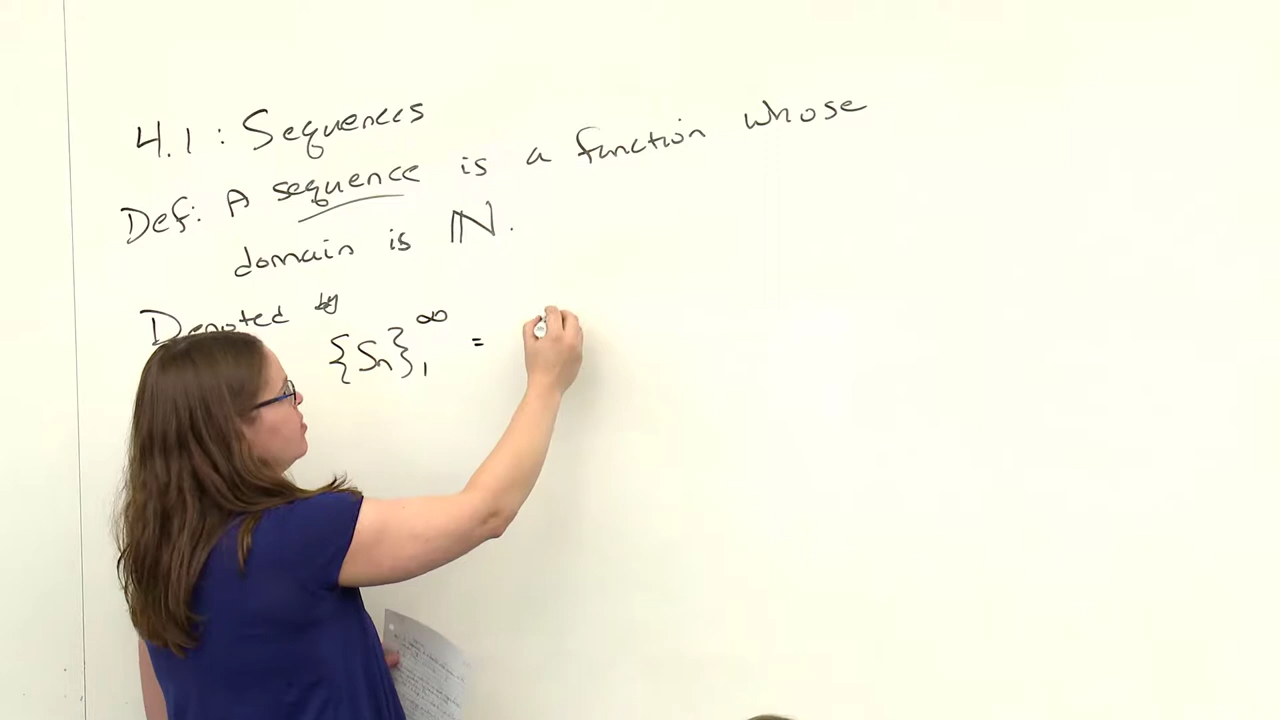 4.1: Sequences
Def: A sequence is a function whose
domain is ℕ.
Denoted by
{Sn}₁^∞ =